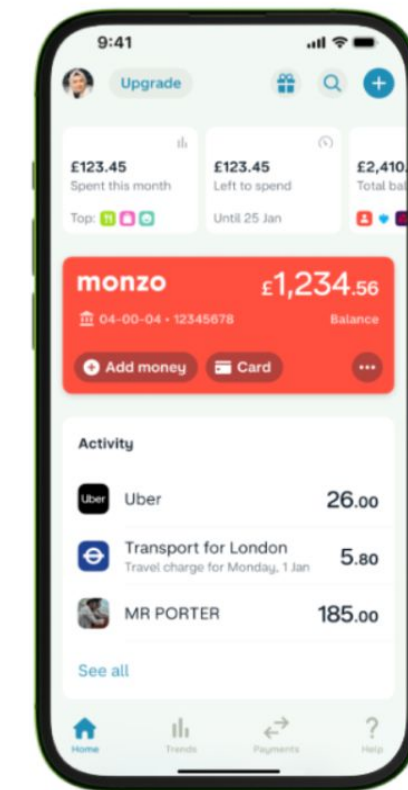 9:41
Upgrade
£123.45
Spent this month
Top:
£123.45
Left to spend
Until 25 Jan
£2,410.
Total bal
monzo
£1,234.56
04-00-04 • 12345678
Balance
Add money
Card
Activity
Uber
Uber
26.00
Transport for London
Travel charge for Monday, 1 Jan
5.80
MR PORTER
185.00
See all
Home
Trends
Payments
Help